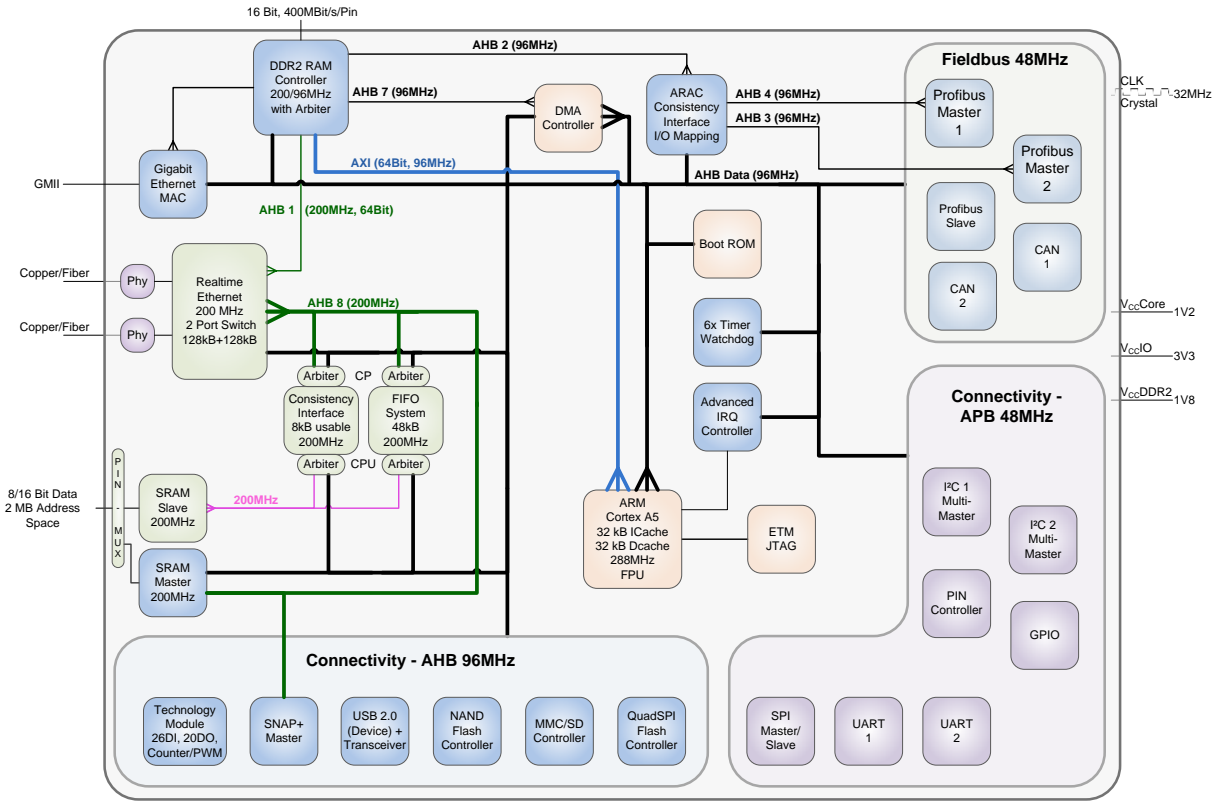 16 Bit, 400MBit/s/Pin
DDR2 RAM
Controller
200/96MHz
with Arbiter
AHB 2 (96MHz)
AHB 7 (96MHz)
DMA
Controller
ARAC
Consistency
Interface
I/O Mapping
AHB 4 (96MHz)
AHB 3 (96MHz)
Fieldbus 48MHz
Profibus
Master
1
Profibus
Master
2
Profibus
Slave
CAN
1
CAN
2
CLK
Crystal
32MHz
GMII
Gigabit
Ethernet
MAC
AXI (64Bit, 96MHz)
AHB Data (96MHz)
AHB 1 (200MHz, 64Bit)
Boot ROM
Copper/Fiber
Phy
Copper/Fiber
Phy
Realtime
Ethernet
200 MHz
2 Port Switch
128kB+128kB
AHB 8 (200MHz)
6x Timer
Watchdog
VCCCore
1V2
VCCIO
3V3
VCCDDR2
1V8
Arbiter
CP
Arbiter
Consistency
Interface
8kB usable
200MHz
FIFO
System
48kB
200MHz
Arbiter
CPU
Arbiter
Advanced
IRQ
Controller
Connectivity -
APB 48MHz
PIN - MUX
8/16 Bit Data
2 MB Address
Space
SRAM
Slave
200MHz
200MHz
SRAM
Master
200MHz
ARM
Cortex A5
32 kB ICache
32 kB Dcache
288MHz
FPU
ETM
JTAG
I²C 1
Multi-
Master
I²C 2
Multi-
Master
PIN
Controller
GPIO
SPI
Master/
Slave
UART
1
UART
2
Connectivity - AHB 96MHz
Technology
Module
26DI, 20DO,
Counter/PWM
SNAP+
Master
USB 2.0
(Device) +
Transceiver
NAND
Flash
Controller
MMC/SD
Controller
QuadSPI
Flash
Controller